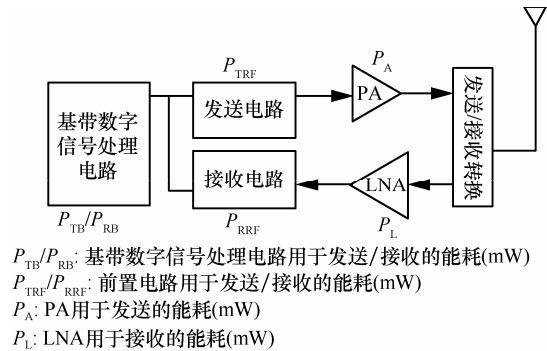 P_A
P_TRF
发送电路
PA
基带数字
信号处理
电路
发送/接收转换
接收电路
LNA
P_TB/P_RB
P_RRF
P_L
P_TB/P_RB: 基带数字信号处理电路用于发送/接收的能耗(mW)
P_TRF/P_RRF: 前置电路用于发送/接收的能耗(mW)
P_A: PA用于发送的能耗(mW)
P_L: LNA用于接收的能耗(mW)